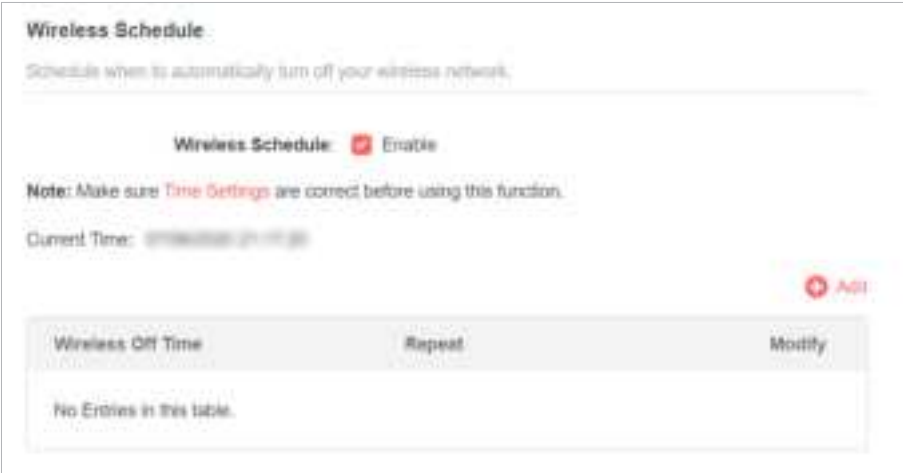 Wireless Schedule
Schedule when to automatically turn off your wireless network.
Wireless Schedule: Enable
Note: Make sure Time Settings are correct before using this function.
Current Time:
Add
Wireless Off Time Repeat Modify
No Entries in this table.